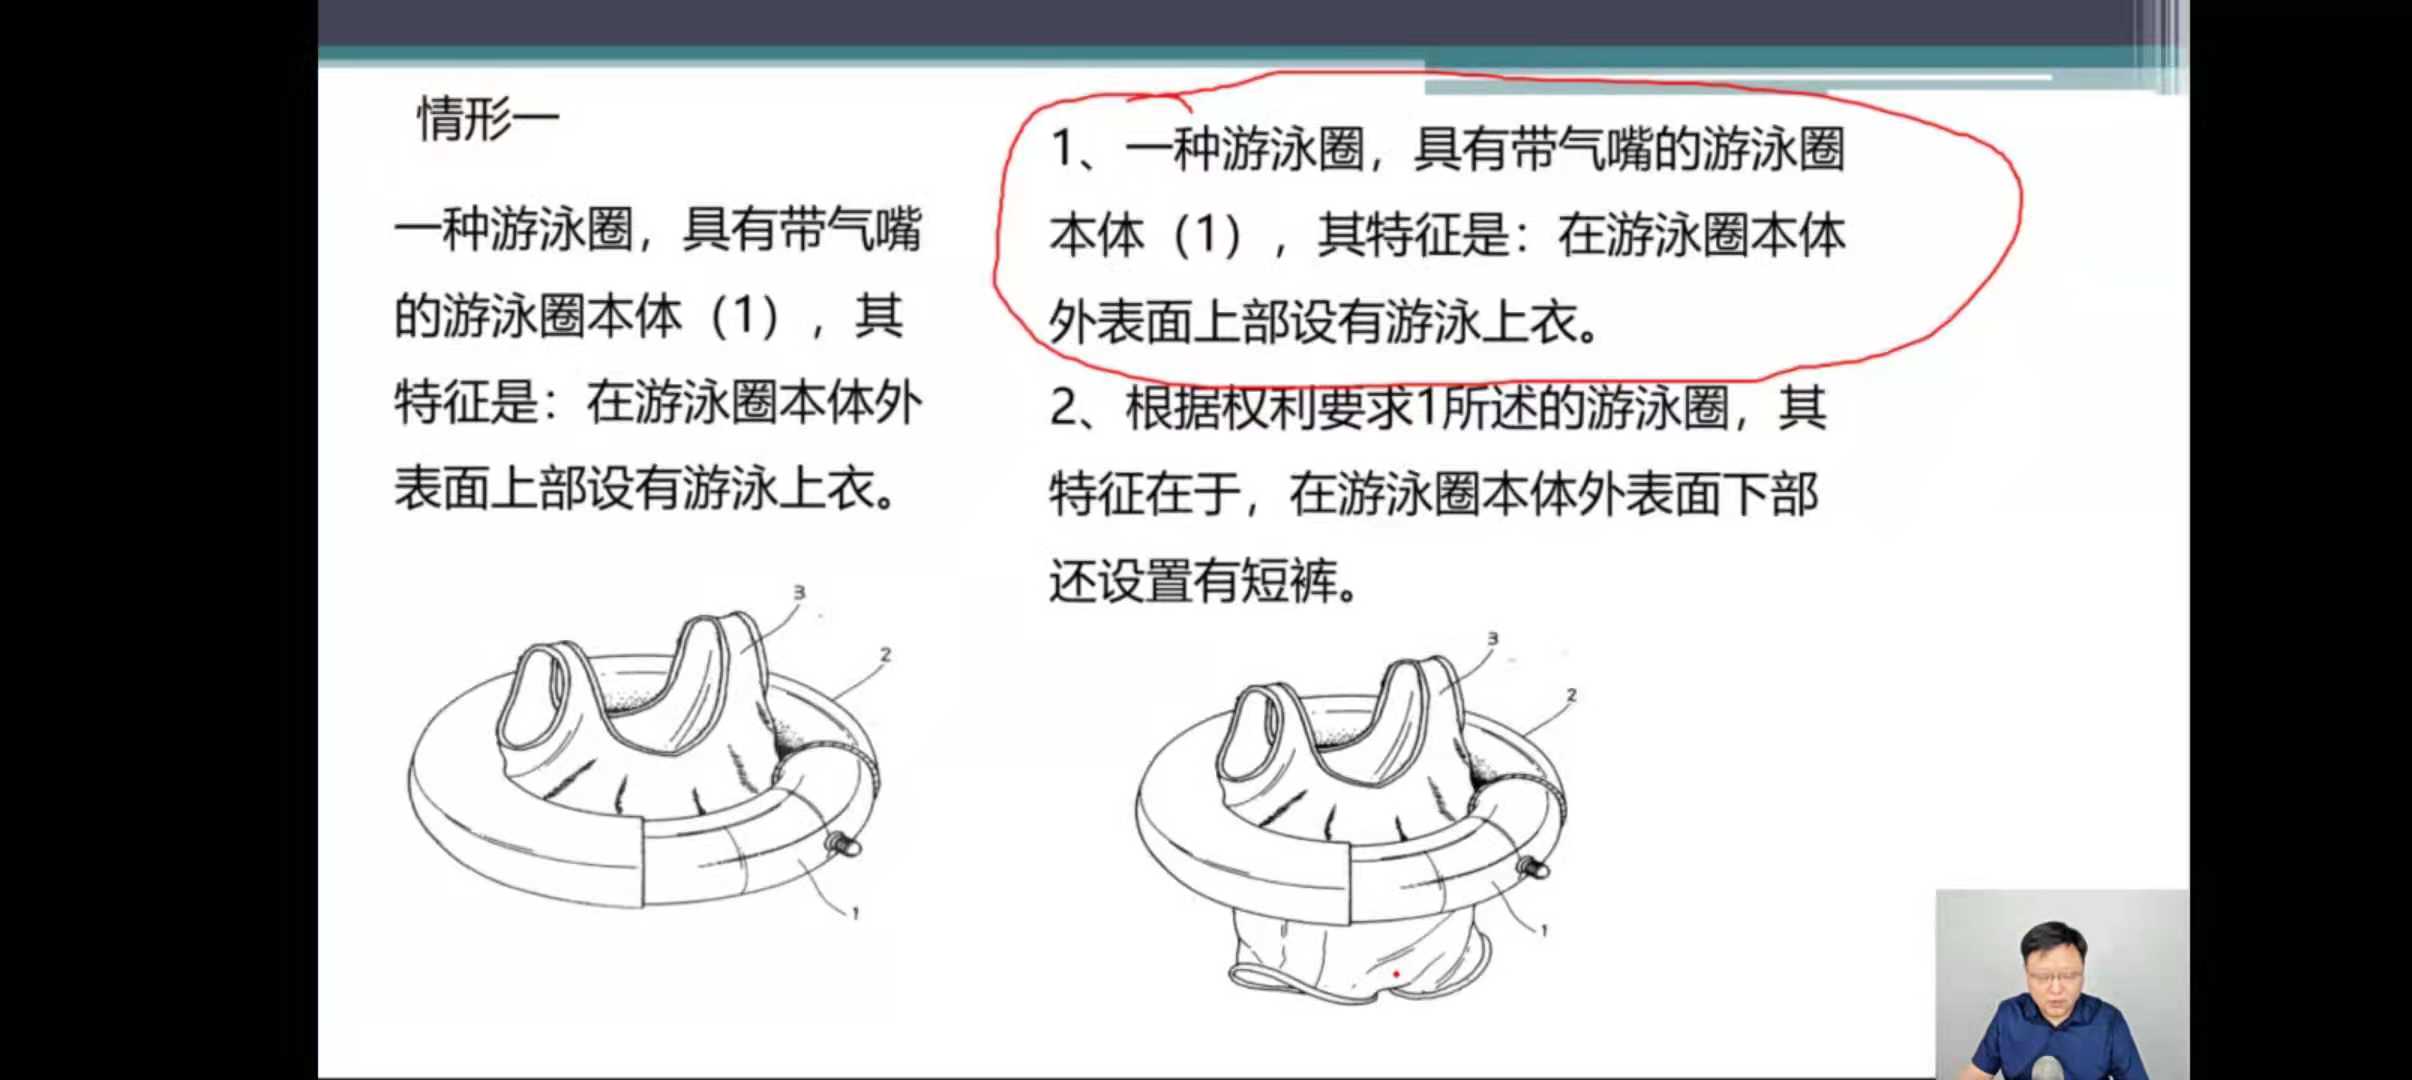 情形一
一种游泳圈，具有带气嘴
的游泳圈本体（1），其
特征是：在游泳圈本体外
表面上部设有游泳上衣。
3
2
1
1、一种游泳圈，具有带气嘴的游泳圈
本体（1），其特征是：在游泳圈本体
外表面上部设有游泳上衣。
2、根据权利要求1所述的游泳圈，其
特征在于，在游泳圈本体外表面下部
还设置有短裤。
3
2
1